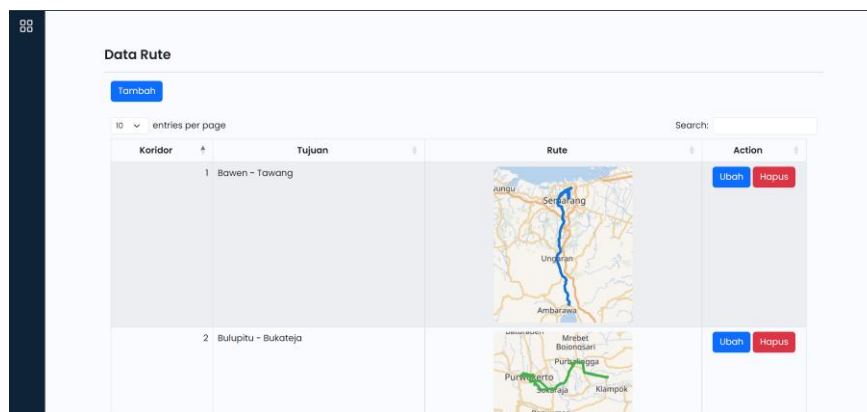 Data Rute
Tambah
10 entries per page Search:
Koridor Tujuan Rute Action
1 Bawen - Tawang Ubah Hapus
Semarang
Ungaran
Ambarawa
2 Bulupitu - Bukateja Ubah Hapus
Mrebet
Bojongsari
Purbalingga
Purwokerto
Sokaraja Klampok